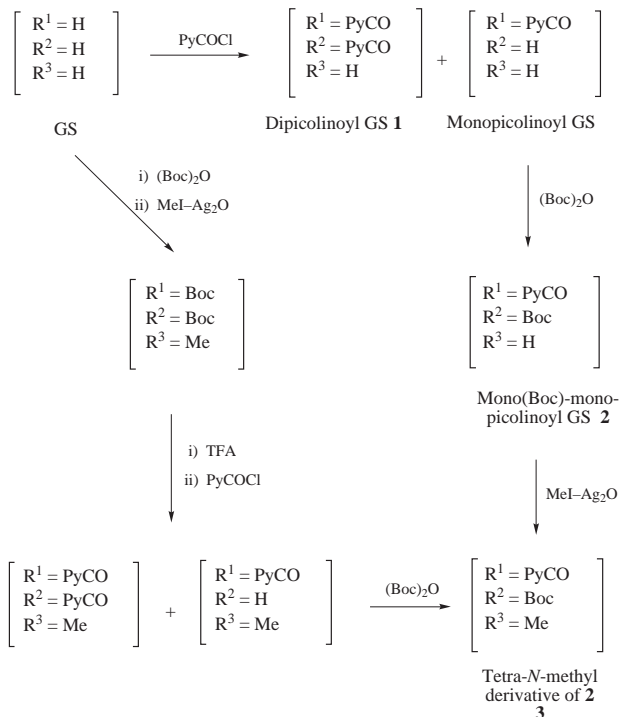 R¹ = H
R² = H
R³ = H
GS
PyCOCl
R¹ = PyCO
R² = PyCO
R³ = H
Dipicolinoyl GS 1
+
R¹ = PyCO
R² = H
R³ = H
Monopicolinoyl GS
i) (Boc)₂O
ii) MeI–Ag₂O
(Boc)₂O
R¹ = Boc
R² = Boc
R³ = Me
R¹ = PyCO
R² = Boc
R³ = H
Mono(Boc)-mono-
picolinoyl GS 2
i) TFA
ii) PyCOCl
MeI–Ag₂O
R¹ = PyCO
R² = PyCO
R³ = Me
+
R¹ = PyCO
R² = H
R³ = Me
(Boc)₂O
R¹ = PyCO
R² = Boc
R³ = Me
Tetra-N-methyl
derivative of 2
3